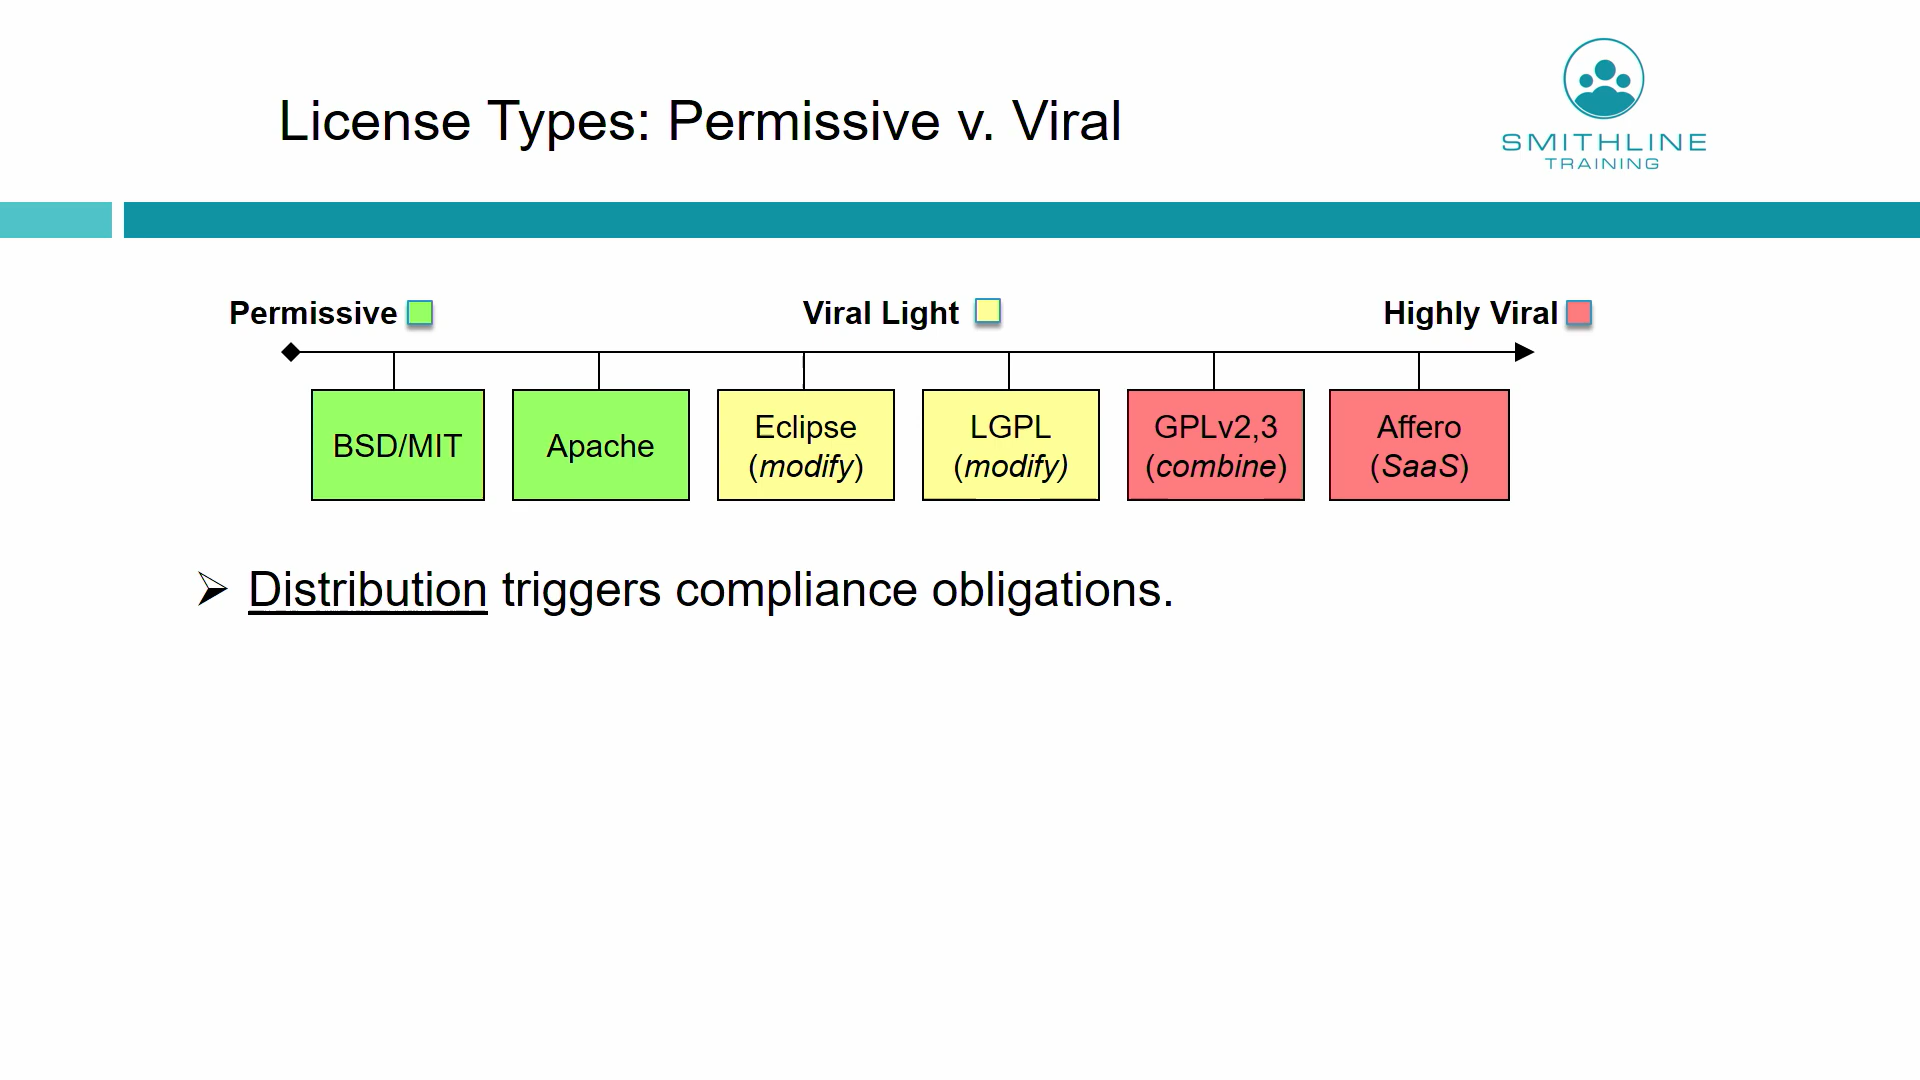 License Types: Permissive v. Viral
SMITHLINE
TRAINING
Permissive
Viral Light
Highly Viral
BSD/MIT
Apache
Eclipse
(modify)
LGPL
(modify)
GPLv2,3
(combine)
Affero
(SaaS)
➢ Distribution triggers compliance obligations.